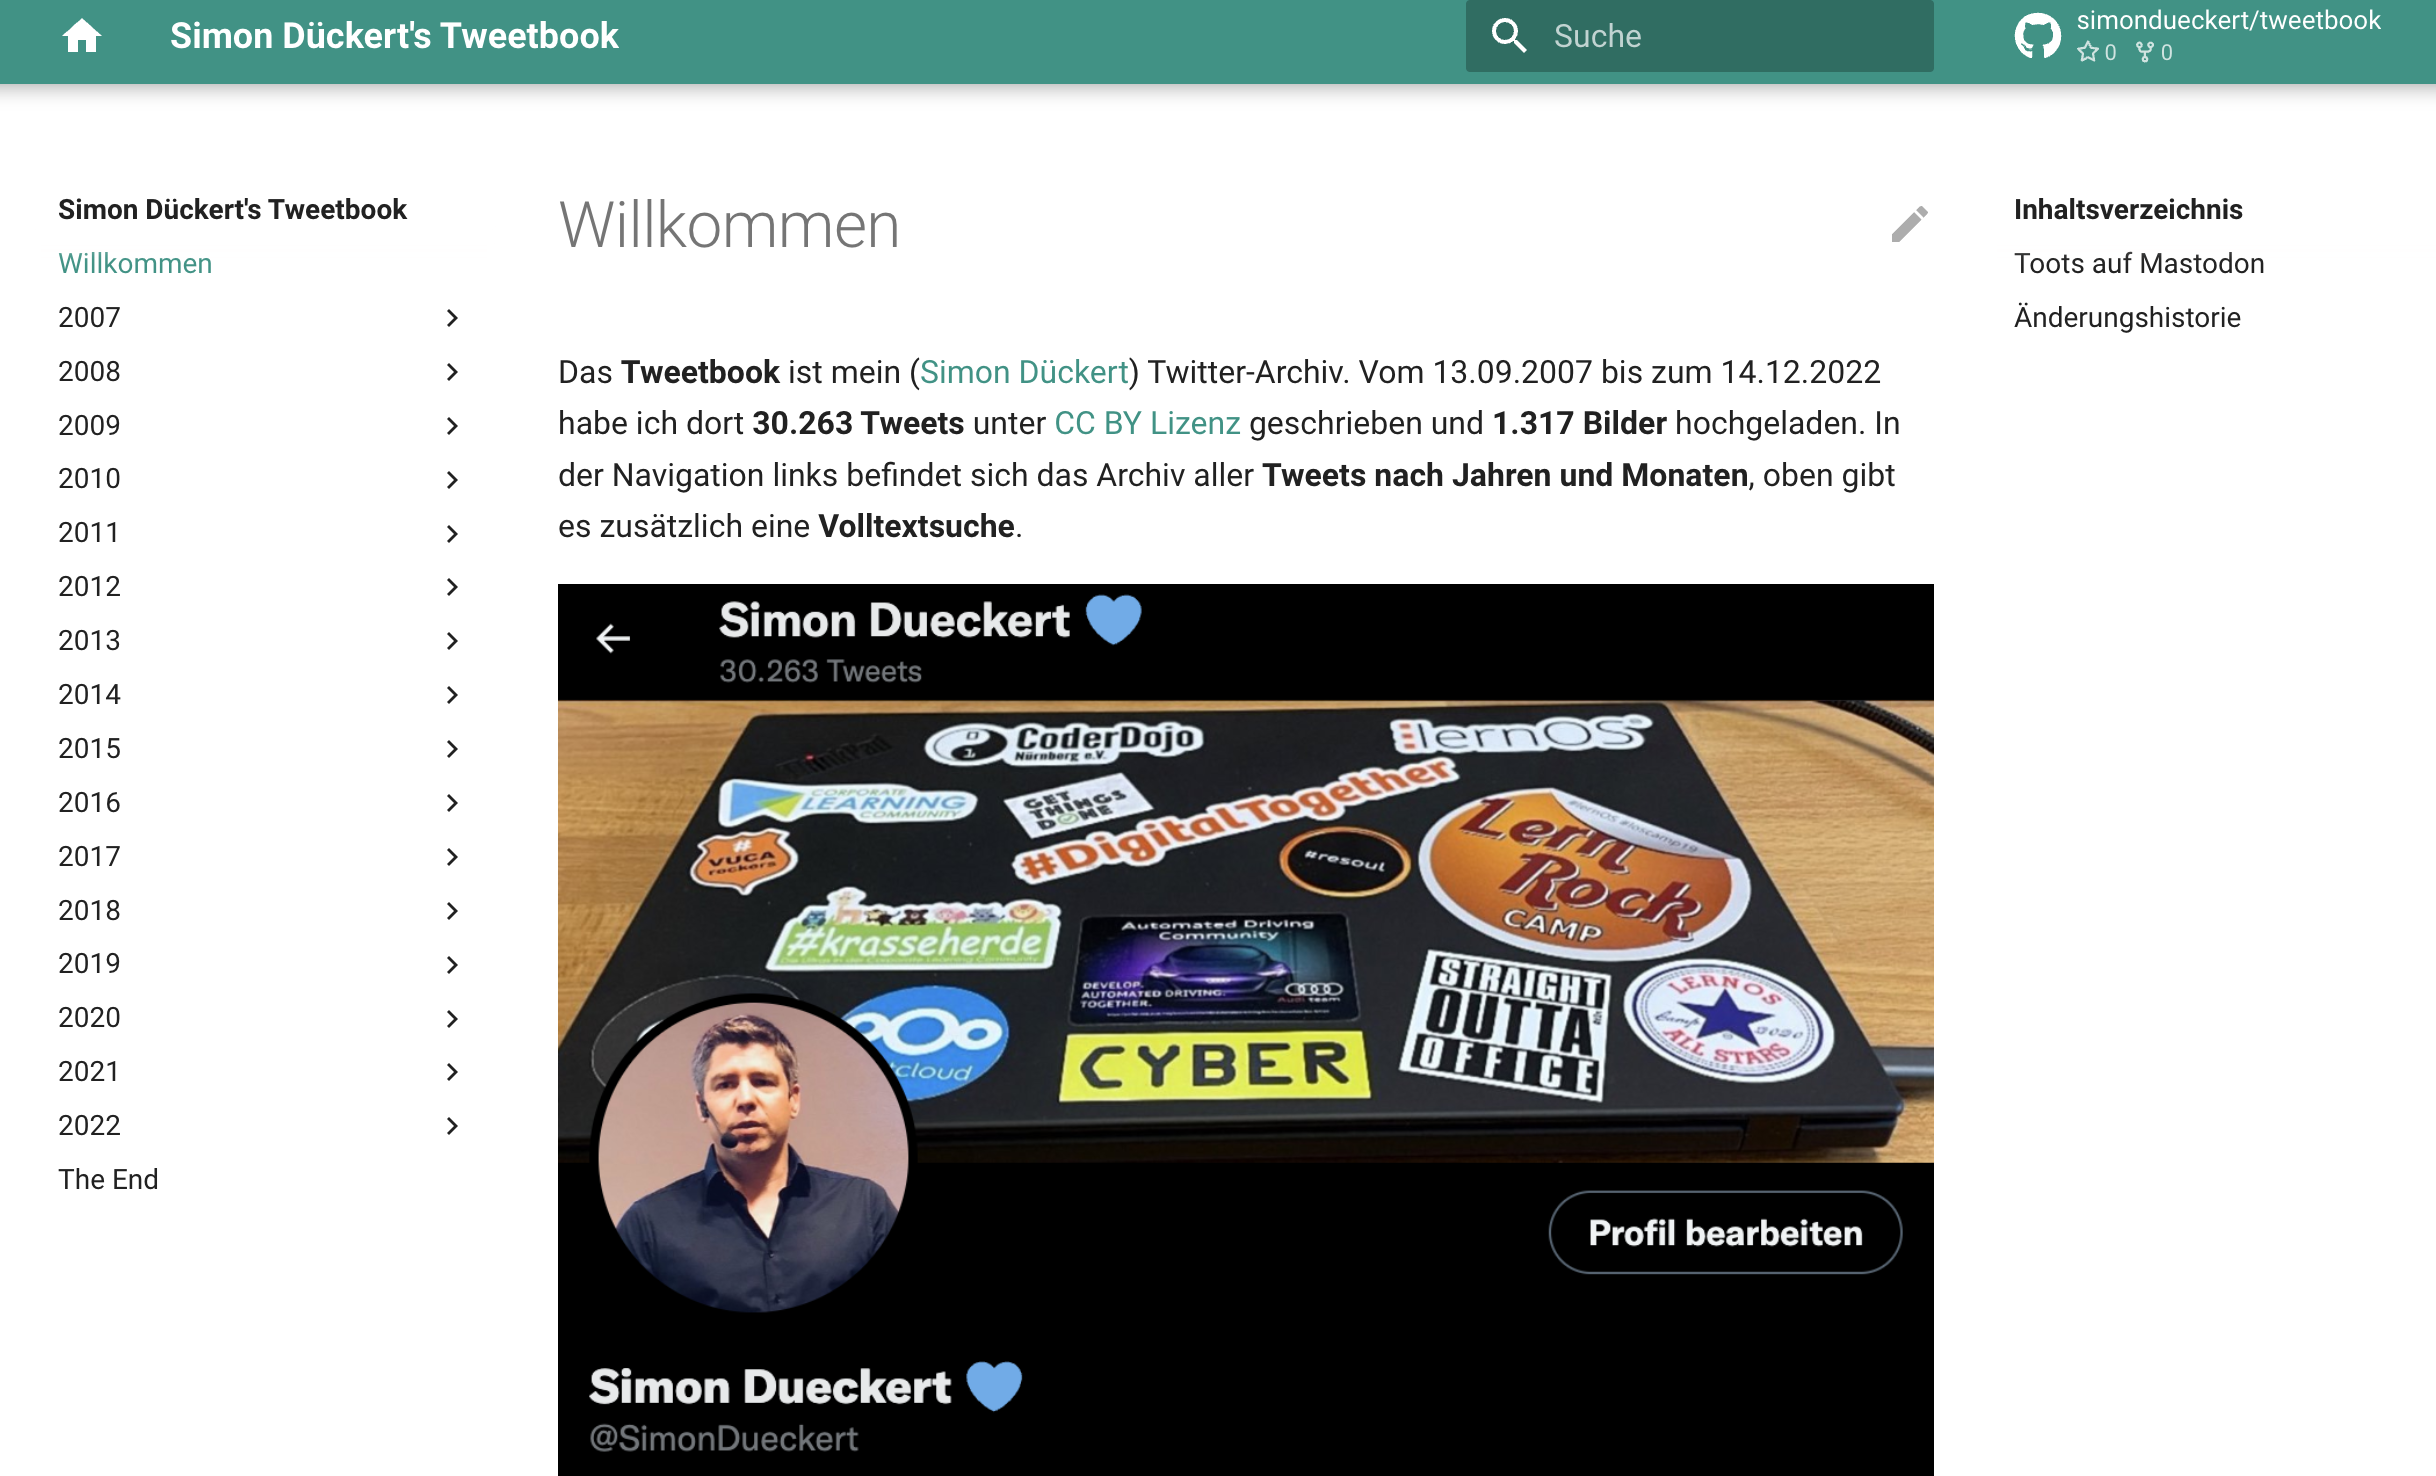 Simon Dückert's Tweetbook
Suche
simondueckert/tweetbook
0 0
Simon Dückert's Tweetbook
Willkommen
2007
2008
2009
2010
2011
2012
2013
2014
2015
2016
2017
2018
2019
2020
2021
2022
The End
Willkommen
Das Tweetbook ist mein (Simon Dückert) Twitter-Archiv. Vom 13.09.2007 bis zum 14.12.2022
habe ich dort 30.263 Tweets unter CC BY Lizenz geschrieben und 1.317 Bilder hochgeladen. In
der Navigation links befindet sich das Archiv aller Tweets nach Jahren und Monaten, oben gibt
es zusätzlich eine Volltextsuche.
Simon Dueckert
30.263 Tweets
ThinkPad
CoderDojo
Nürnberg e.V.
lernOS
CORPORATE
LEARNING
COMMUNITY
GET
THINGS
DONE
#DigitalTogether
#
VUCA
rockers
#resoul
#lernOS #loscamp19
Lern
Rock
CAMP
#krasseherde
Automated Driving
Community
DEVELOP.
AUTOMATED DRIVING.
TOGETHER.
Audi team
STRAIGHT
OUTTA
OFFICE
LERNOS
Camp 2020
ALL STARS
tcloud
CYBER
Profil bearbeiten
Simon Dueckert
@SimonDueckert
Inhaltsverzeichnis
Toots auf Mastodon
Änderungshistorie